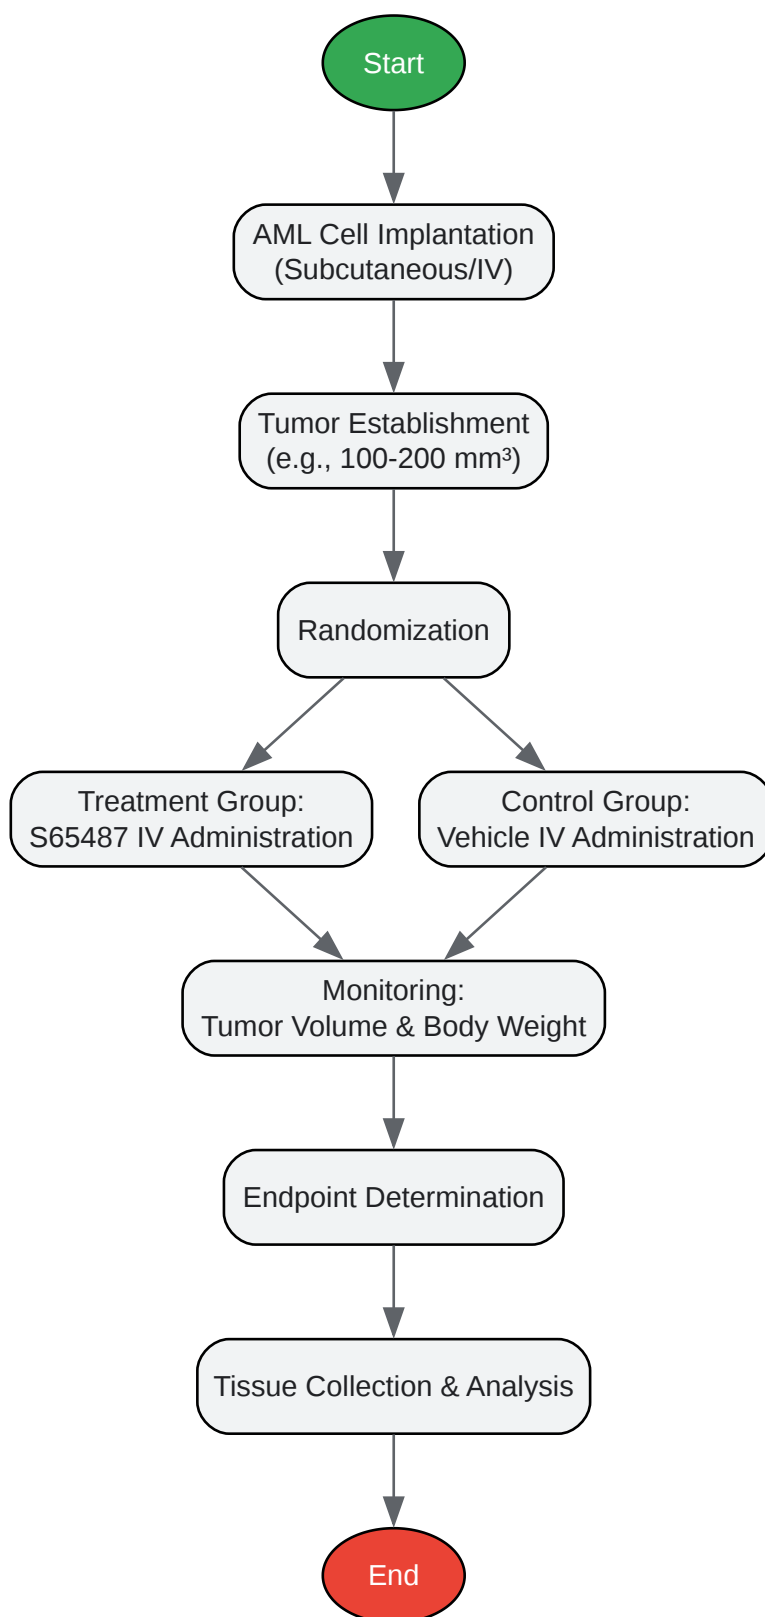 Start
AML Cell Implantation
(Subcutaneous/IV)
Tumor Establishment
(e.g., 100-200 mm³)
Randomization
Treatment Group:
S65487 IV Administration
Control Group:
Vehicle IV Administration
Monitoring:
Tumor Volume & Body Weight
Endpoint Determination
Tissue Collection & Analysis
End